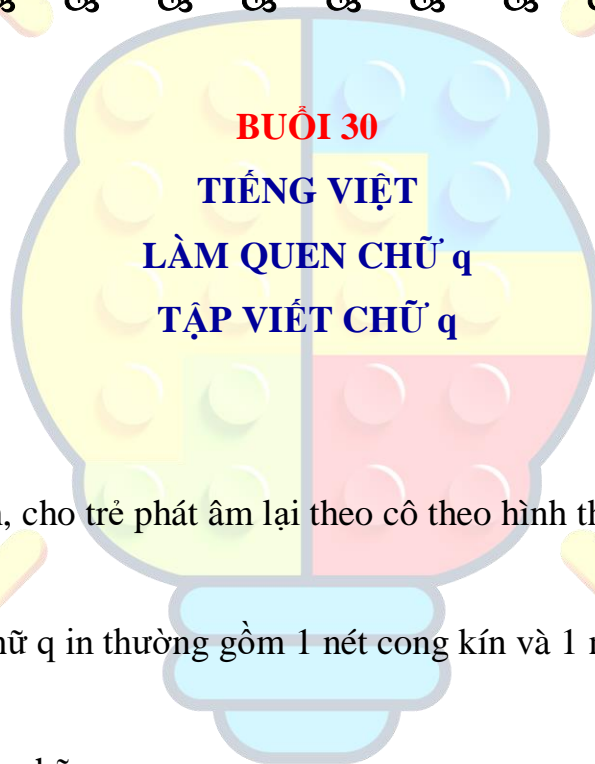 BUỔI 30
TIẾNG VIỆT
LÀM QUEN CHỮ q
TẬP VIẾT CHỮ q
, cho trẻ phát âm lại theo cô theo hình
q in thường gồm 1 nét cong kín và 1